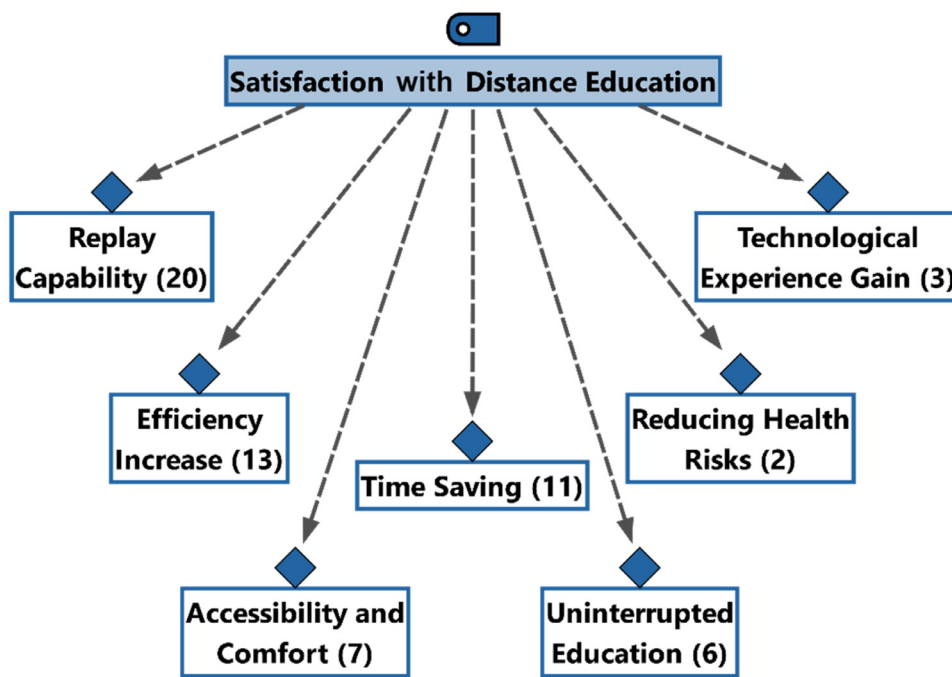 Satisfaction with Distance Education
Replay
Capability (20)
Technological
Experience Gain (3)
Efficiency
Increase (13)
Reducing Health
Risks (2)
Time Saving (11)
Accessibility and
Comfort (7)
Uninterrupted
Education (6)